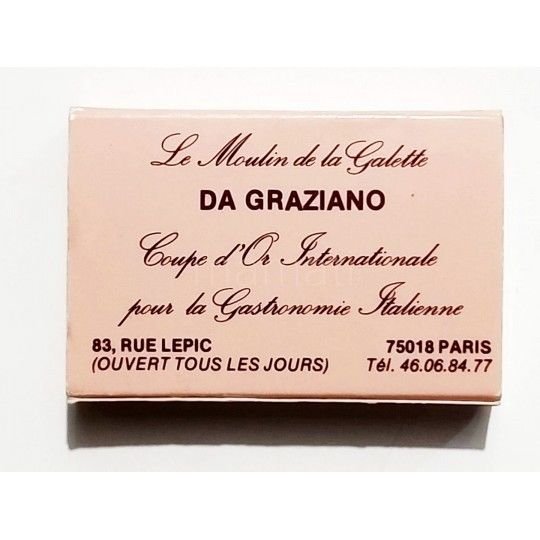 Le Moulin de la Galette
DA GRAZIANO
Coupe d'Or Internationale
pour la Gastronomie Italienne
83, RUE LEPIC 75018 PARIS
(OUVERT TOUS LES JOURS) Tél. 46.06.84.77